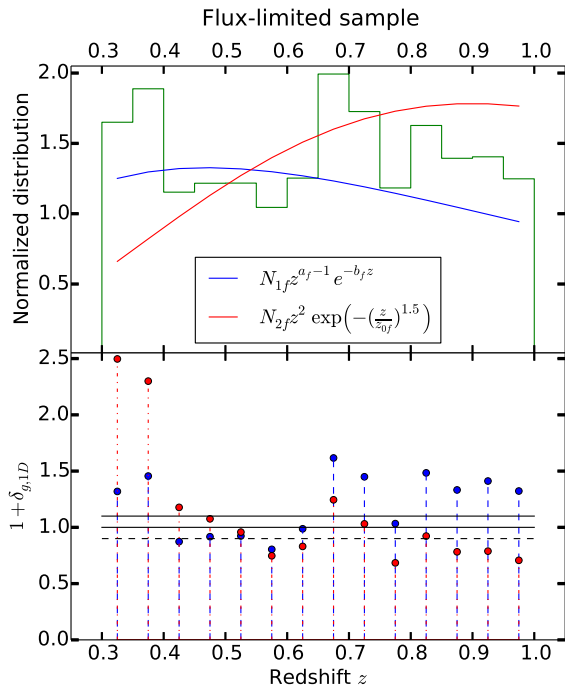 Flux-limited sample
0.3 0.4 0.5 0.6 0.7 0.8 0.9 1.0
2.0
1.5
1.0
0.5
Normalized distribution
N_{1f} z^{a_f−1} e^{−b_f z}
N_{2f} z^2 exp(−(z/z_{0f})^{1.5})
2.5
2.0
1.5
1.0
0.5
0.0
1+δ_{g,1D}
0.3 0.4 0.5 0.6 0.7 0.8 0.9 1.0
Redshift z